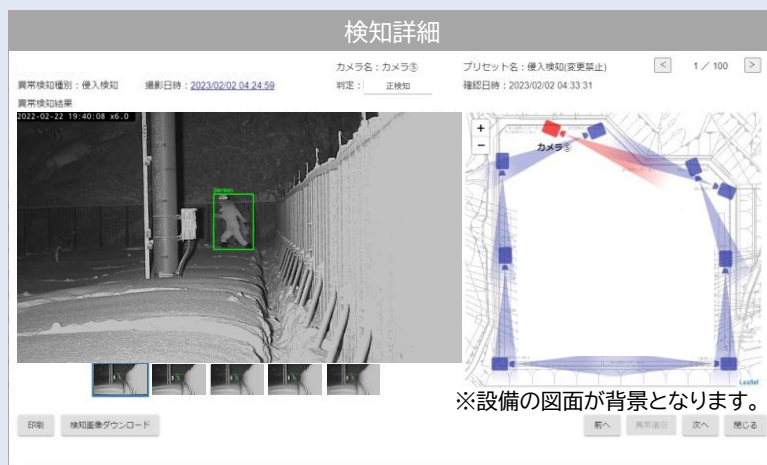 検知詳細
カメラ名：カメラ⑤
プリセット名：侵入検知(変更禁止)
<
1／100
>
異常検知種別：侵入検知
撮影日時：2023/02/02 04:24:59
判定：
正検知
確認日時：2023/02/02 04:33:31
異常検知結果
2022-02-22 19:40:08 x6.0
person
+
−
カメラ⑤
Leaflet
※設備の図面が背景となります。
印刷
検知画像ダウンロード
前へ
異常復旧
次へ
閉じる